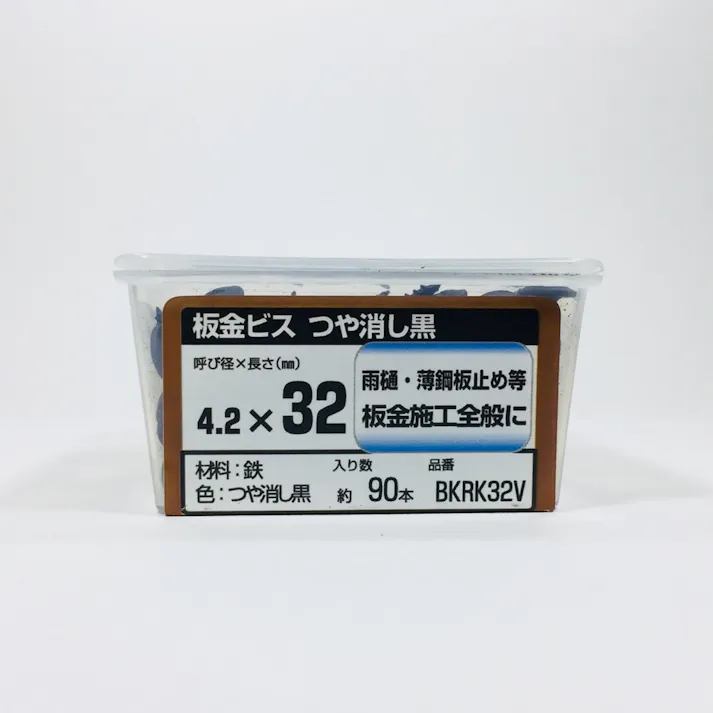 板金ビス つや消し黒
呼び径×長さ(㎜)
4.2×32
雨樋・薄鋼板止め等
板金施工全般に
材料:鉄
色:つや消し黒
入り数
約 90本
品番
BKRK32V